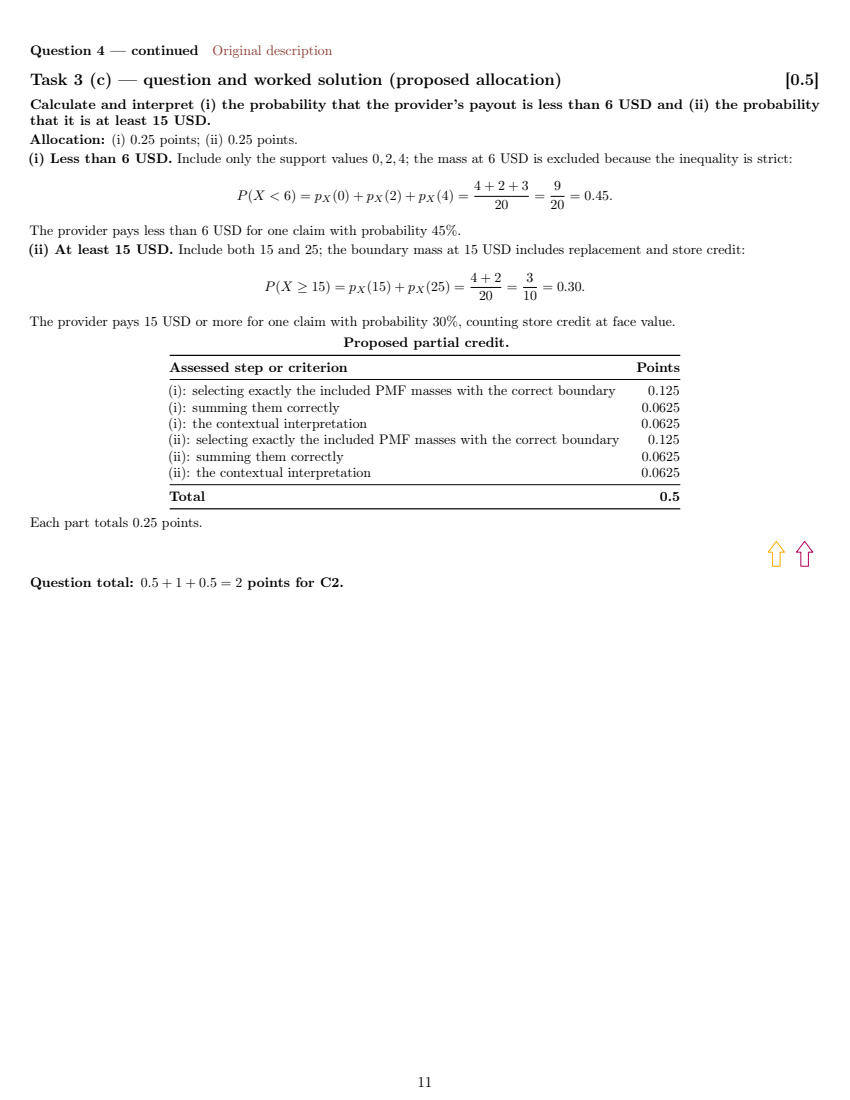 Question 4 — continued Original description
Task 3 (c) — question and worked solution (proposed allocation) [0.5]
Calculate and interpret (i) the probability that the provider's payout is less than 6 USD and (ii) the probability
that it is at least 15 USD.
Allocation: (i) 0.25 points; (ii) 0.25 points.
(i) Less than 6 USD. Include only the support values 0, 2, 4; the mass at 6 USD is excluded because the inequality is strict:
P(X < 6) = p_X(0) + p_X(2) + p_X(4) = (4 + 2 + 3)/20 = 9/20 = 0.45.
The provider pays less than 6 USD for one claim with probability 45%.
(ii) At least 15 USD. Include both 15 and 25; the boundary mass at 15 USD includes replacement and store credit:
P(X ≥ 15) = p_X(15) + p_X(25) = (4 + 2)/20 = 3/10 = 0.30.
The provider pays 15 USD or more for one claim with probability 30%, counting store credit at face value.
Proposed partial credit.
Assessed step or criterion Points
(i): selecting exactly the included PMF masses with the correct boundary 0.125
(i): summing them correctly 0.0625
(i): the contextual interpretation 0.0625
(ii): selecting exactly the included PMF masses with the correct boundary 0.125
(ii): summing them correctly 0.0625
(ii): the contextual interpretation 0.0625
Total 0.5
Each part totals 0.25 points.
Question total: 0.5 + 1 + 0.5 = 2 points for C2.
11